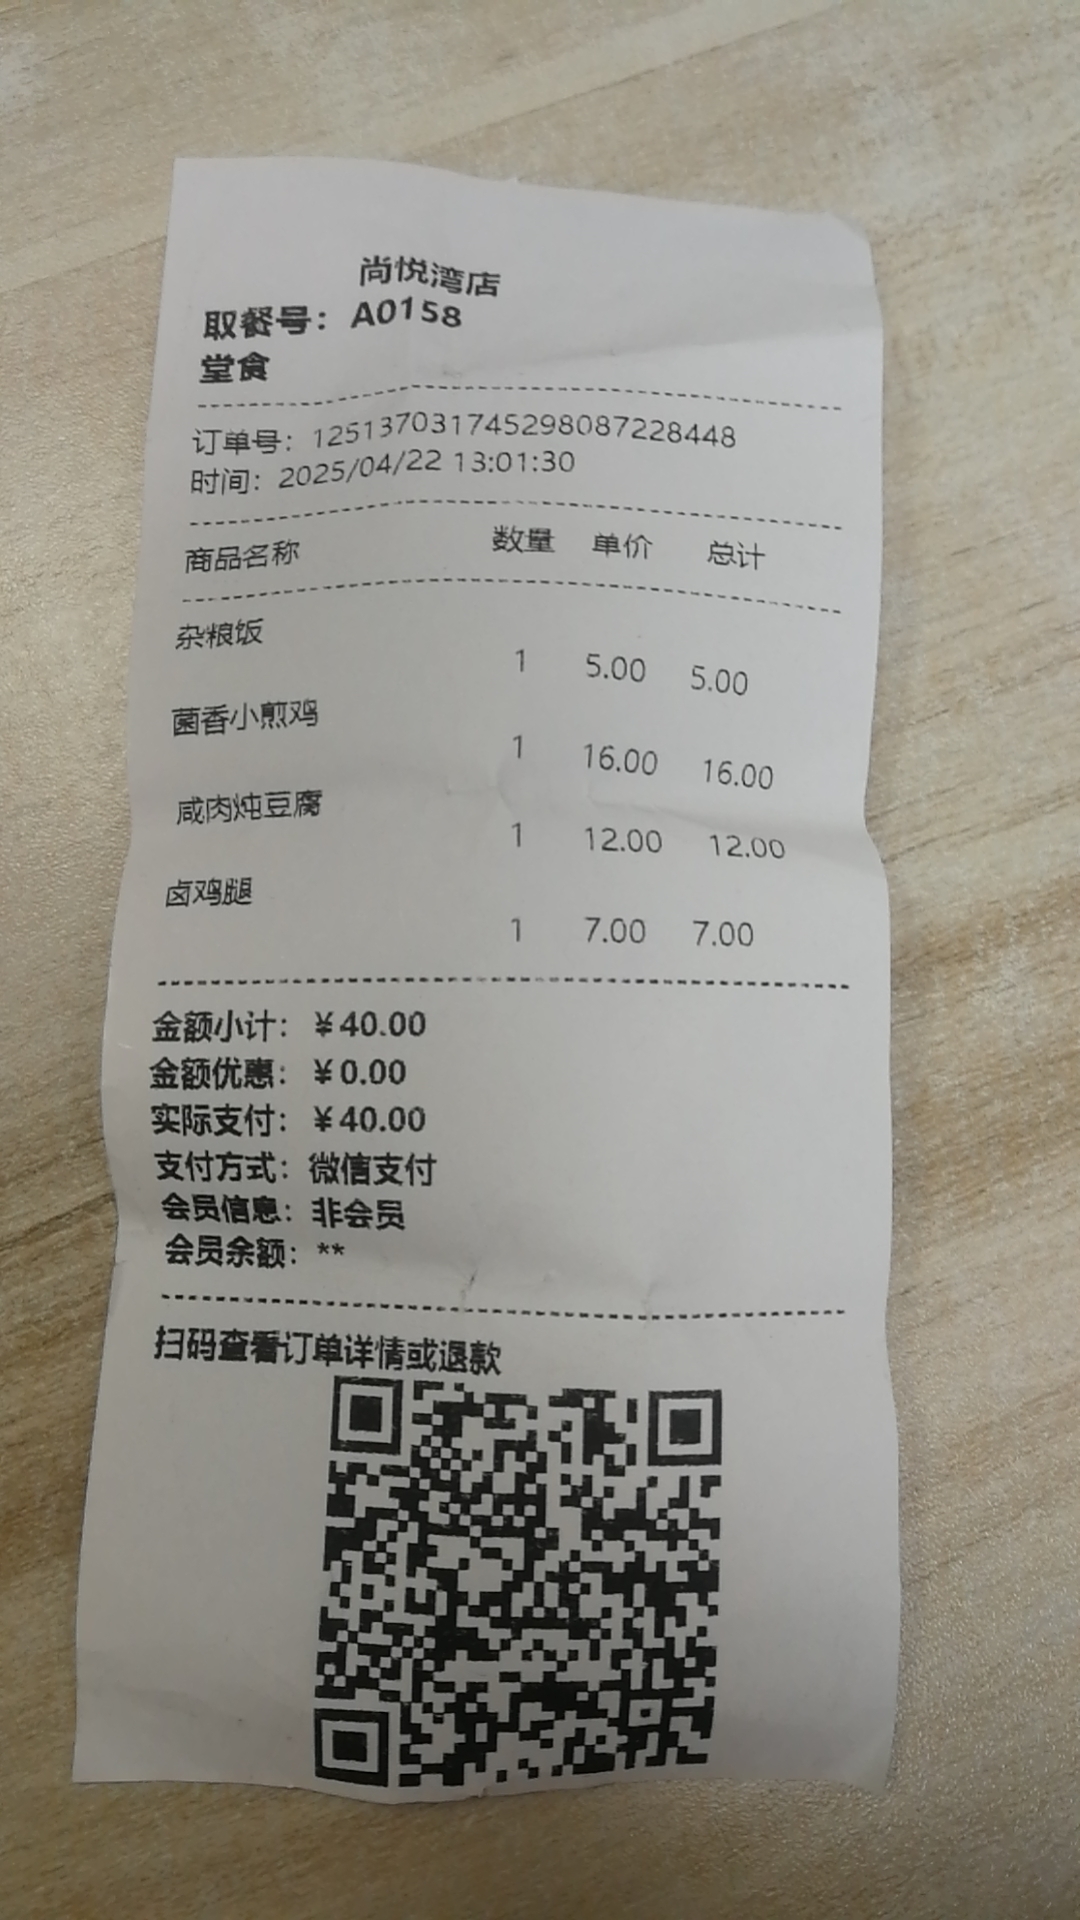 尚悦湾店
取餐号：A0158
堂食
订单号：125137031745298087228448
时间：2025/04/22 13:01:30
商品名称 数量 单价 总计
杂粮饭
1 5.00 5.00
菌香小煎鸡
1 16.00 16.00
咸肉炖豆腐
1 12.00 12.00
卤鸡腿
1 7.00 7.00
金额小计：￥40.00
金额优惠：￥0.00
实际支付：￥40.00
支付方式：微信支付
会员信息：非会员
会员余额：**
扫码查看订单详情或退款